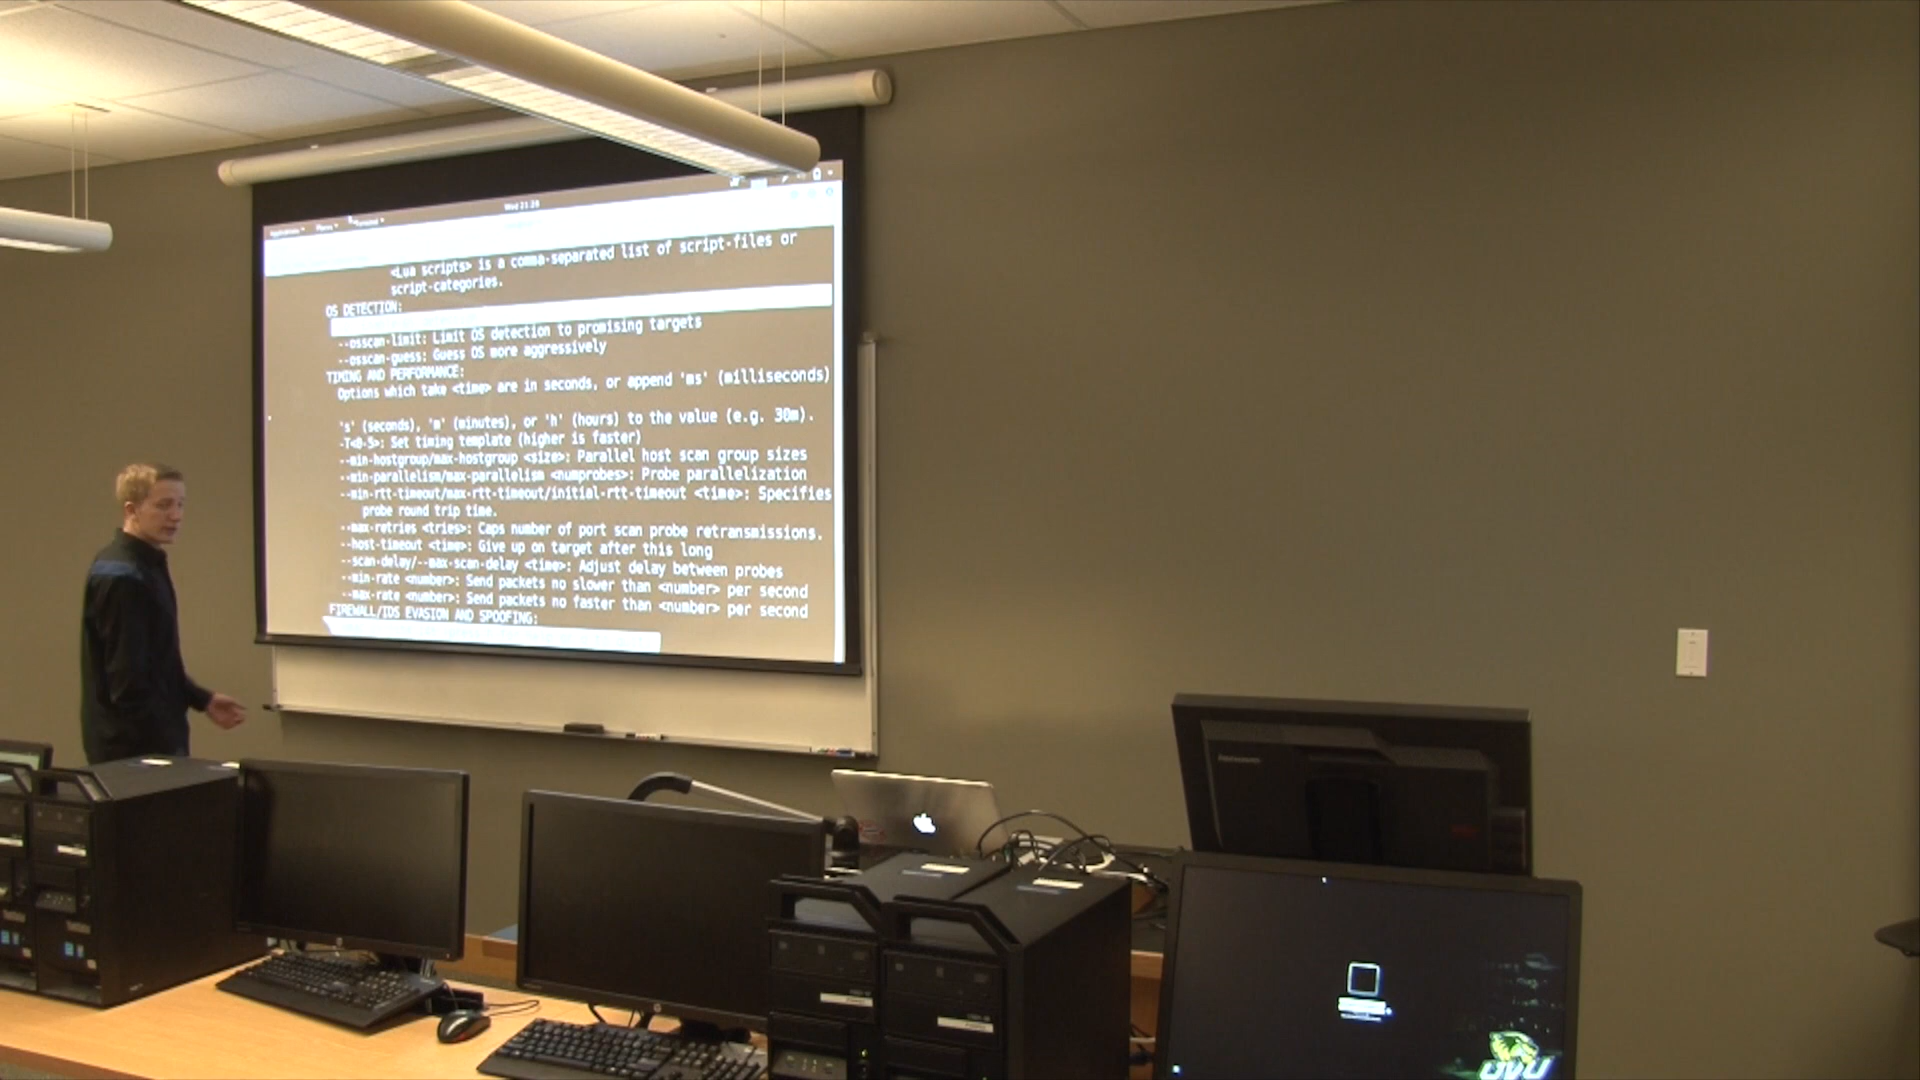 Applications Places Terminal
Wed 21:28
<Lua scripts> is a comma-separated list of script-files or
script-categories.
OS DETECTION:
--osscan-limit: Limit OS detection to promising targets
--osscan-guess: Guess OS more aggressively
TIMING AND PERFORMANCE:
Options which take <time> are in seconds, or append 'ms' (milliseconds)
's' (seconds), 'm' (minutes), or 'h' (hours) to the value (e.g. 30m).
-T<0-5>: Set timing template (higher is faster)
--min-hostgroup/max-hostgroup <size>: Parallel host scan group sizes
--min-parallelism/max-parallelism <numprobes>: Probe parallelization
--min-rtt-timeout/max-rtt-timeout/initial-rtt-timeout <time>: Specifies
probe round trip time.
--max-retries <tries>: Caps number of port scan probe retransmissions.
--host-timeout <time>: Give up on target after this long
--scan-delay/--max-scan-delay <time>: Adjust delay between probes
--min-rate <number>: Send packets no slower than <number> per second
--max-rate <number>: Send packets no faster than <number> per second
FIREWALL/IDS EVASION AND SPOOFING:
lenovo
UVU